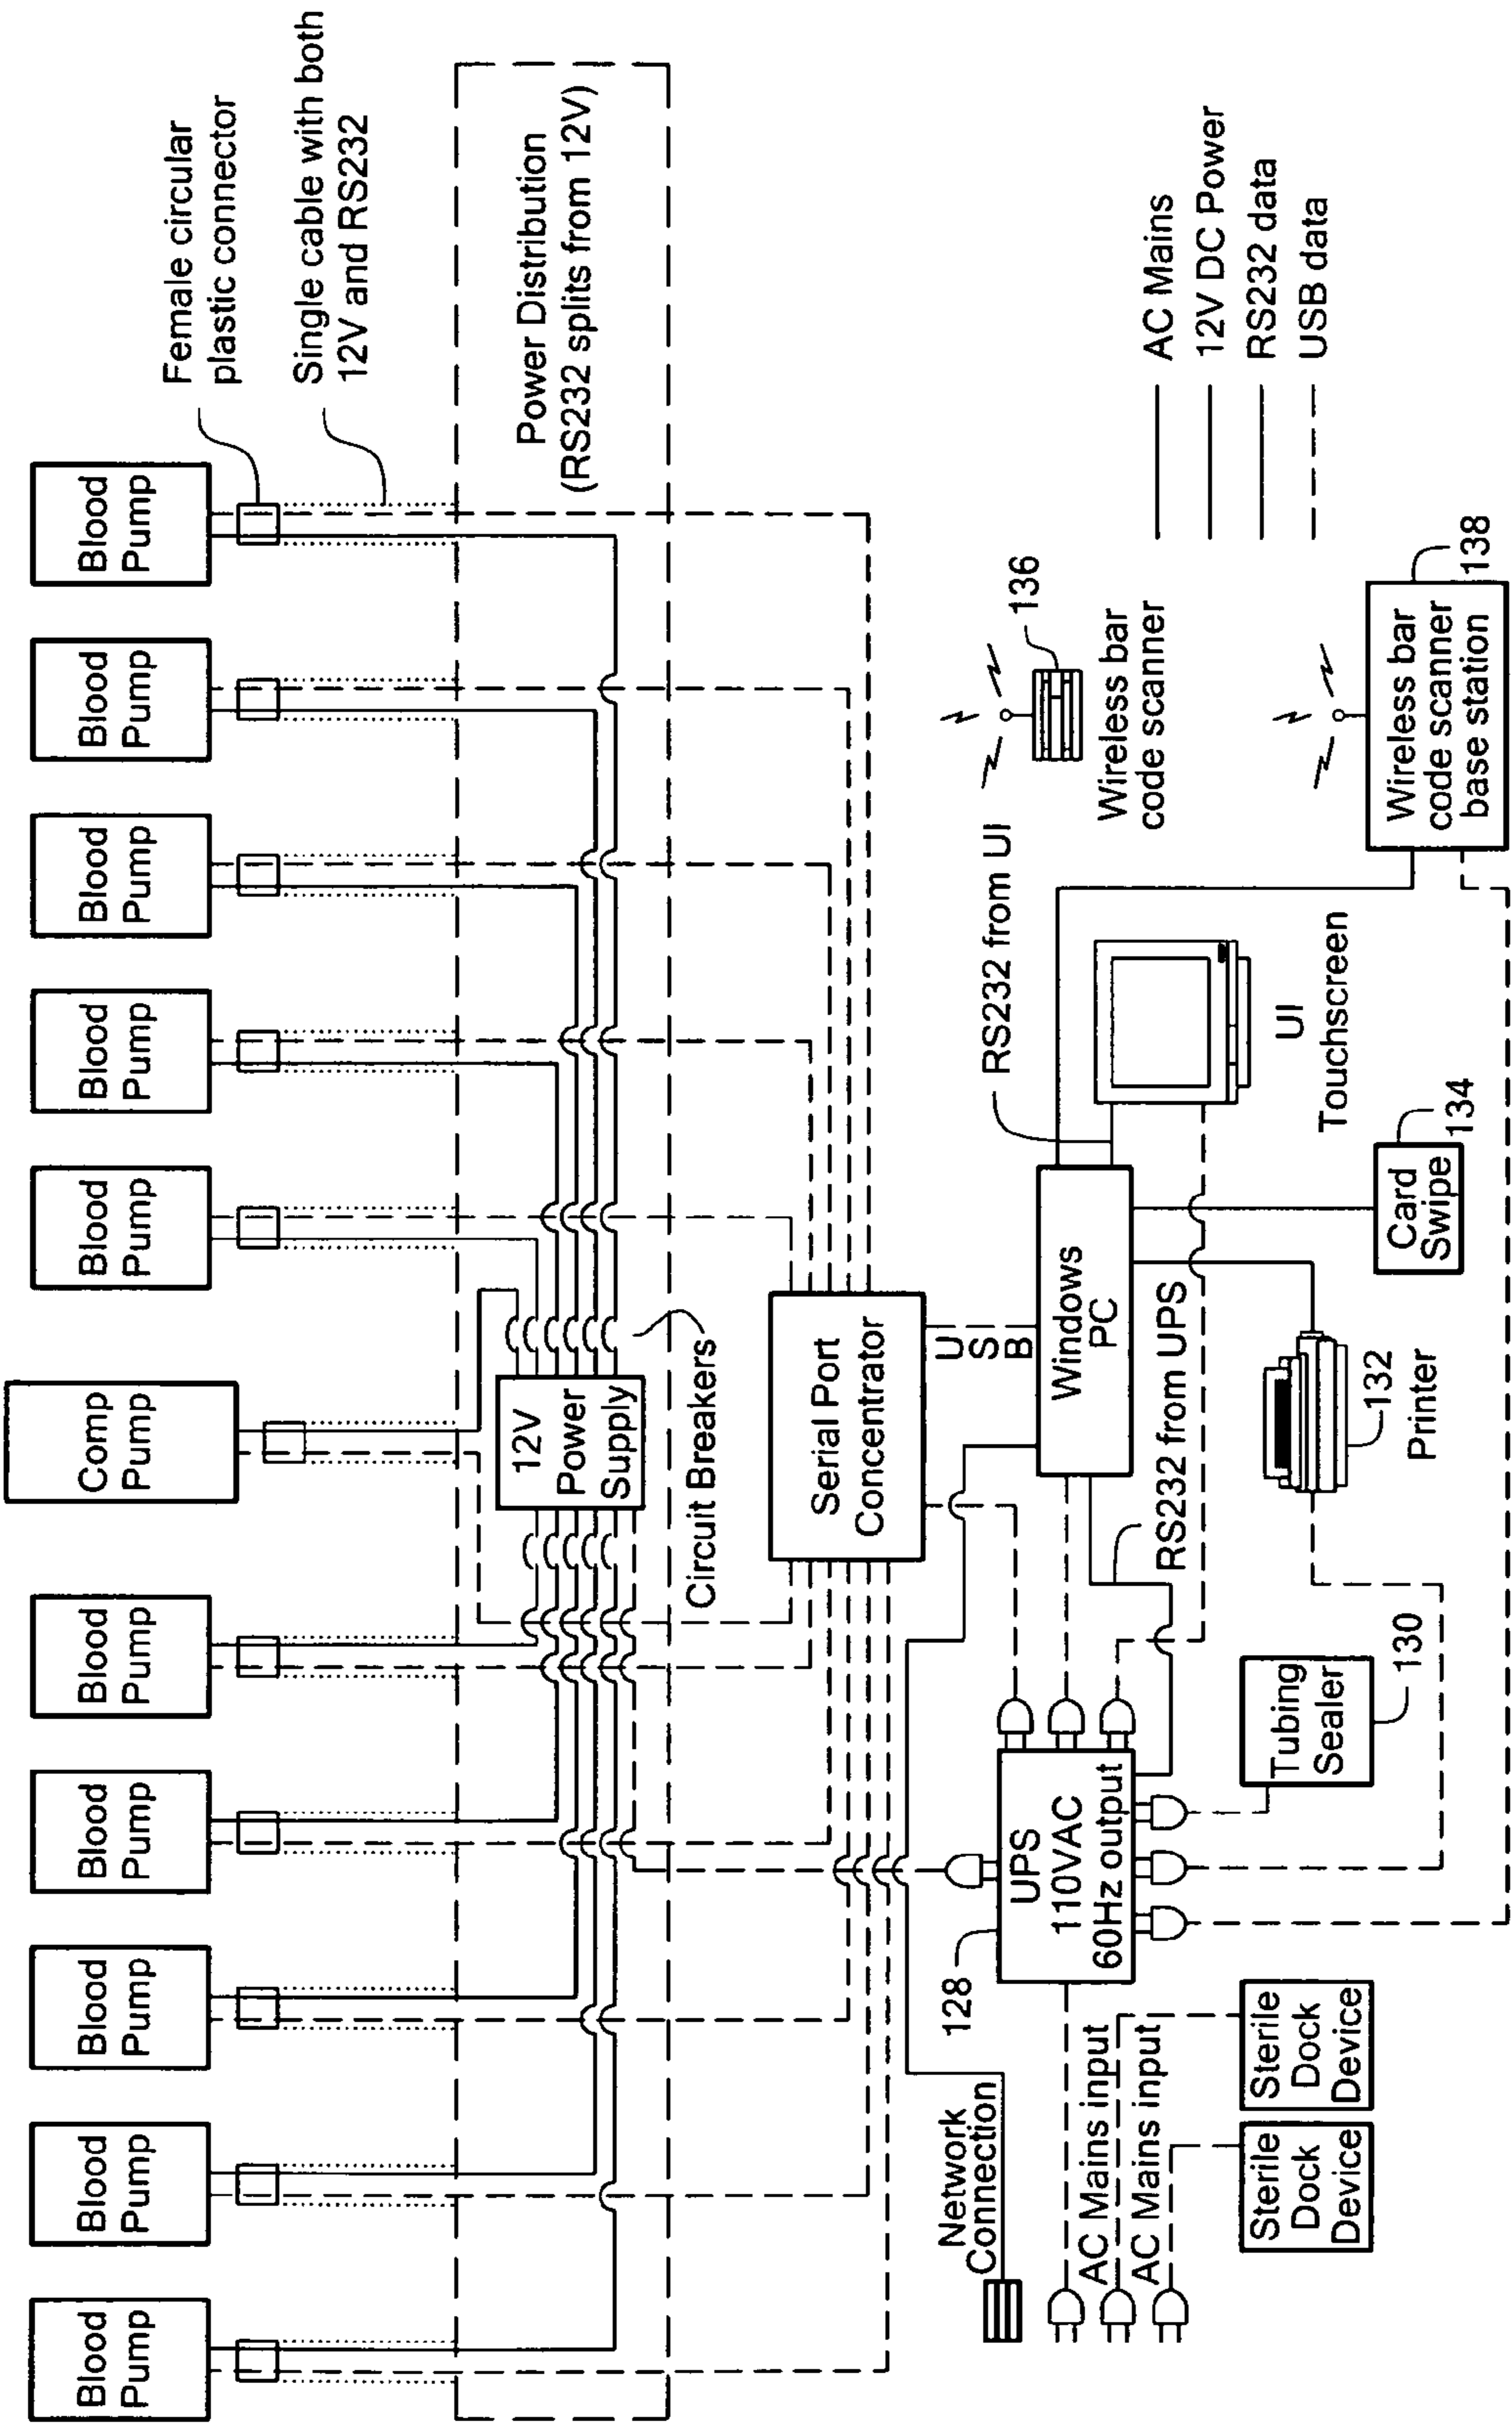 Blood
Pump
Blood
Pump
Blood
Pump
Blood
Pump
Blood
Pump
Comp
Pump
Blood
Pump
Blood
Pump
Blood
Pump
Blood
Pump
Blood
Pump
Female circular
plastic connector
Single cable with both
12V and RS232
Power Distribution
(RS232 splits from 12V)
12V
Power
Supply
Circuit Breakers
Serial Port
Concentrator
U
S
B
Network
Connection
128
UPS
110VAC
60Hz output
AC Mains input
AC Mains input
Sterile
Dock
Device
Sterile
Dock
Device
Tubing
Sealer
130
RS232 from UPS
Windows
PC
132
Printer
Card
Swipe
134
RS232 from UI
UI
Touchscreen
136
Wireless bar
code scanner
Wireless bar
code scanner
base station
138
AC Mains
12V DC Power
RS232 data
USB data